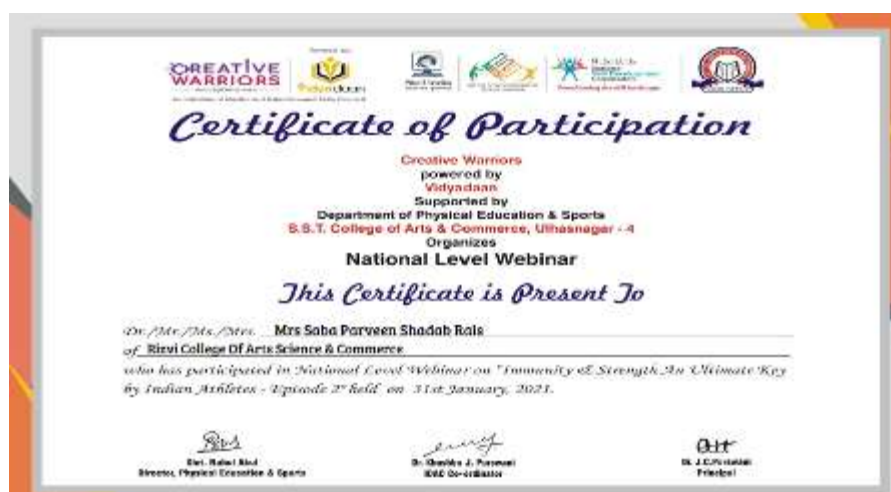 CREATIVE
WARRIORS
Certificate of Participation
Creative Warriors
powered by
Vidyadaan
Supported by
Department of Physical Education & Sports
S.S.T. College of Arts & Commerce, Ulhasnagar - 4
Organizes
National Level Webinar
This Certificate is Present To
Dr./Mr./Ms./Mrs. Mrs Saba Parveen Shadab Rais
of Rizvi College Of Arts Science & Commerce
who has participated in National Level Webinar on "Immunity & Strength An Ultimate Key
by Indian Athletes - Episode 2" held on 31st January, 2021.
Director, Physical Education & Sports
IQAC Co-ordinator
Principal